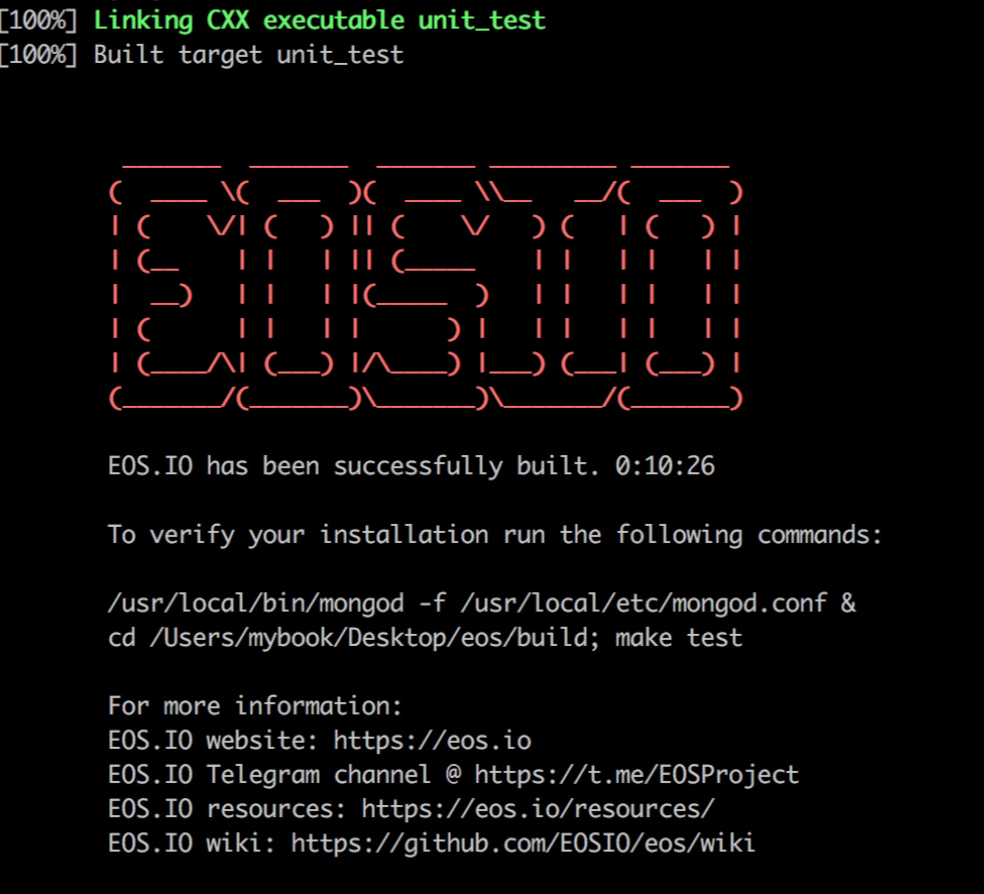 [100%] Linking CXX executable unit_test
[100%] Built target unit_test
EOSIO
EOS.IO has been successfully built. 0:10:26
To verify your installation run the following commands:
/usr/local/bin/mongod -f /usr/local/etc/mongod.conf &
cd /Users/mybook/Desktop/eos/build; make test
For more information:
EOS.IO website: https://eos.io
EOS.IO Telegram channel @ https://t.me/EOSProject
EOS.IO resources: https://eos.io/resources/
EOS.IO wiki: https://github.com/EOSIO/eos/wiki